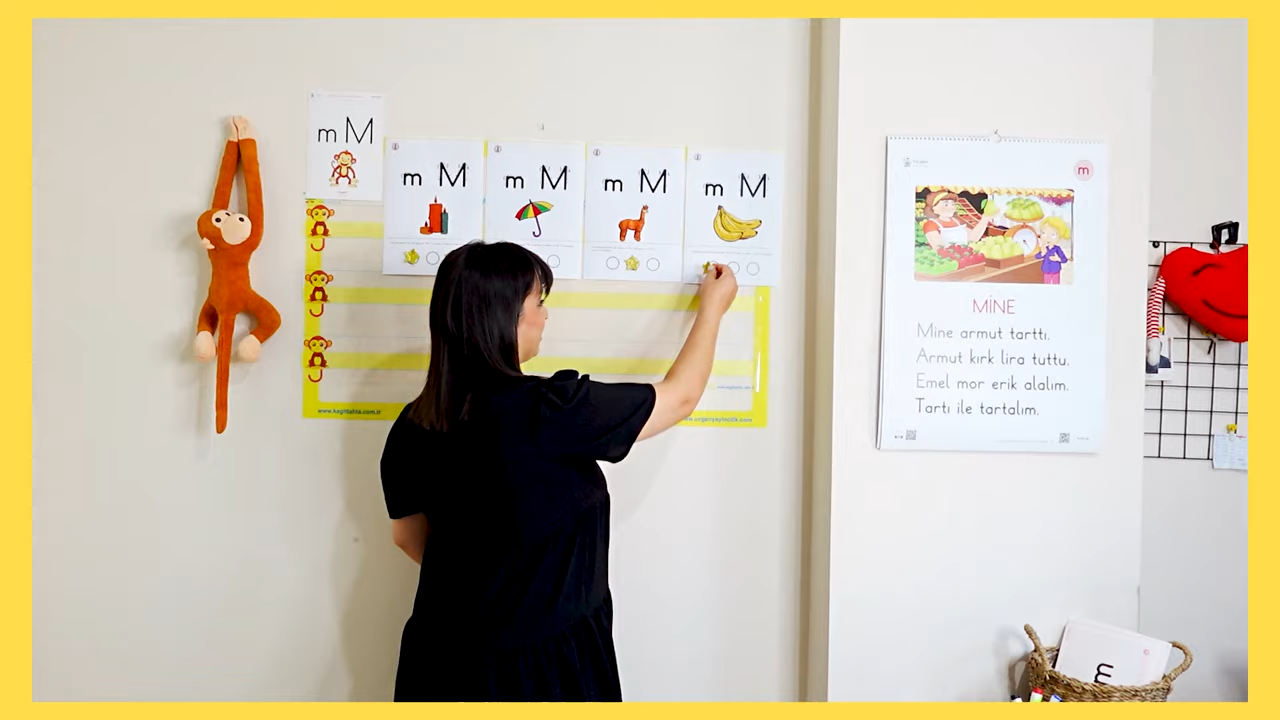 m M
m M
m M
m M
m M
www.kagittahta.com.tr
m
MİNE
Mine armut tarttı.
Armut kırk lira tuttu.
Emel mor erik alalım.
Tartı ile tartalım.
m